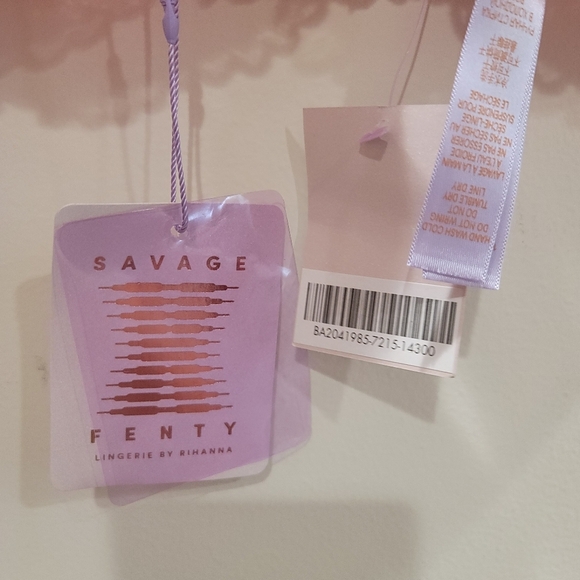 SAVAGE
FENTY
LINGERIE BY RIHANNA
BA2041985-7215-14300
HAND WASH COLD
DO NOT WRING
DO NOT
TUMBLE DRY
LINE DRY
LAVAGE À LA MAIN
À L'EAU FROIDE
NE PAS ESSORER
NE PAS SÉCHER AU
SÈCHE-LINGE
SUSPENDRE POUR
LE SÉCHAGE